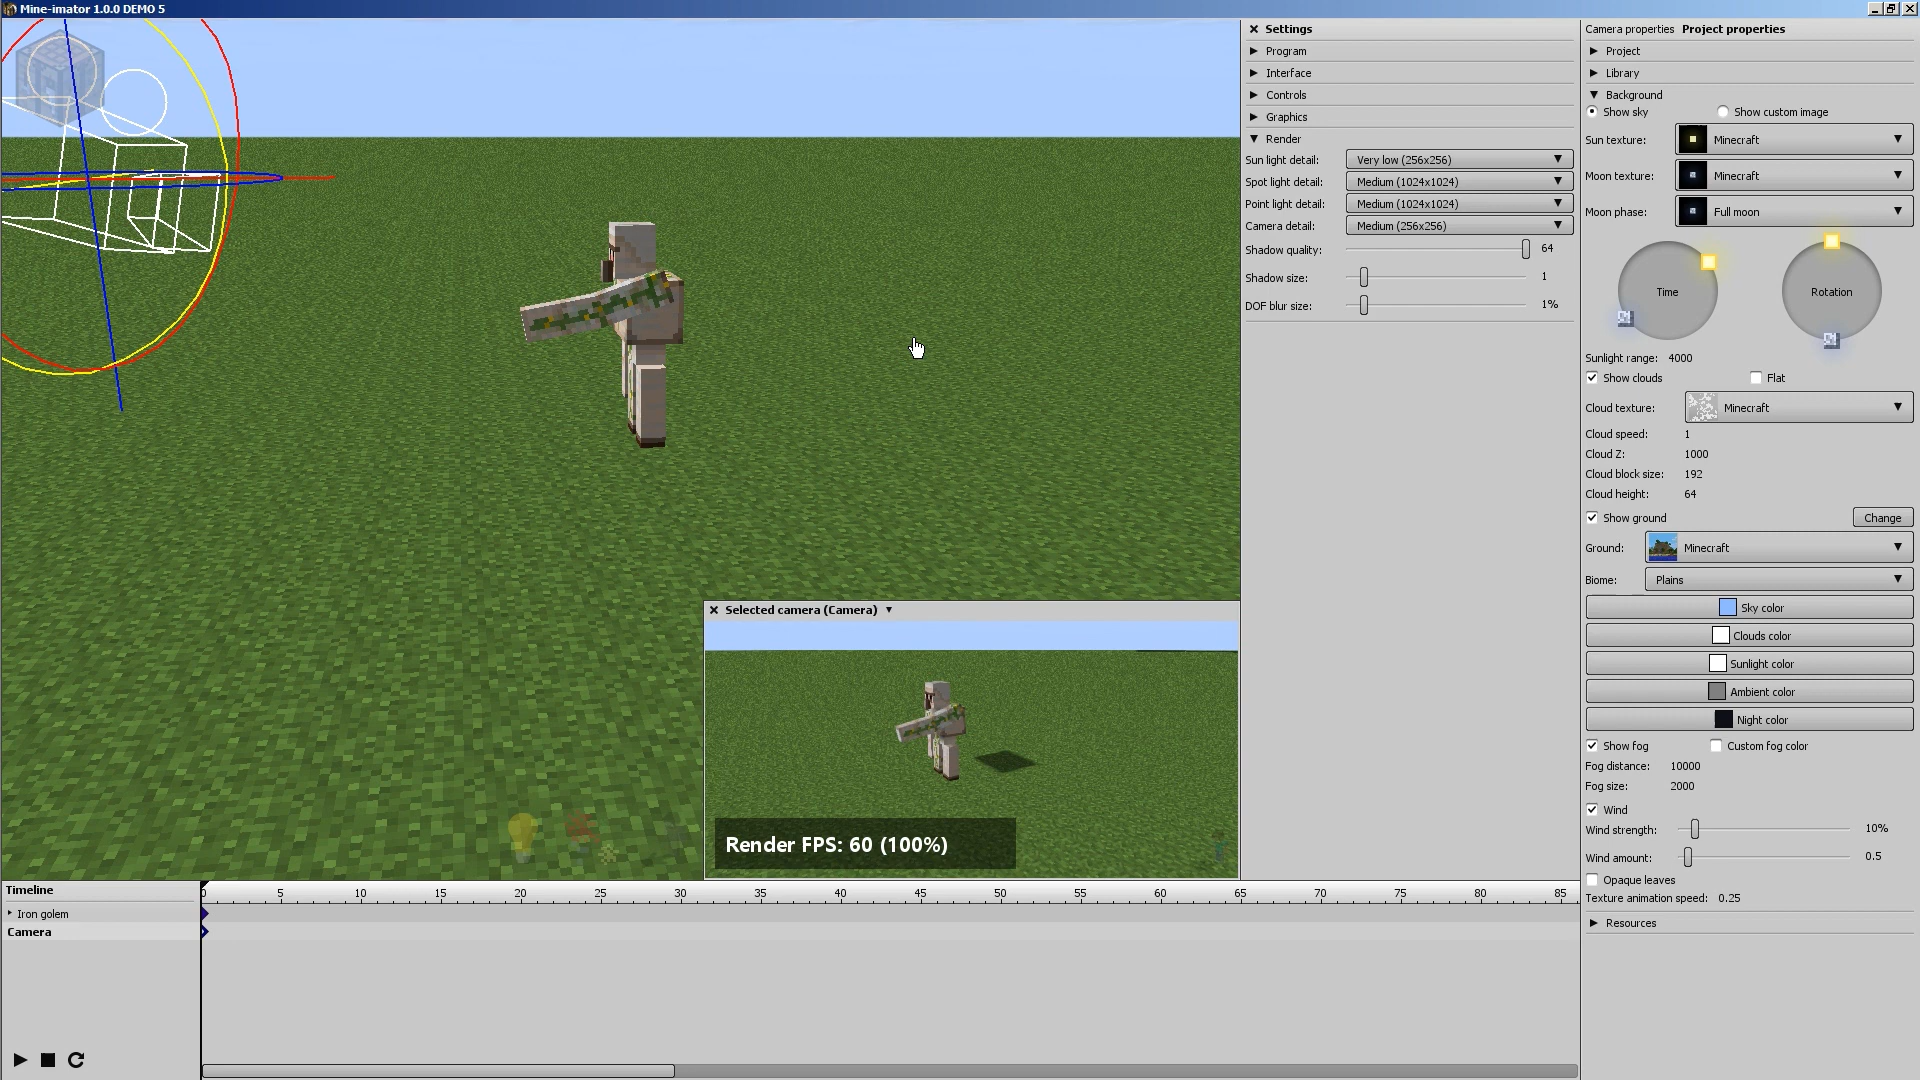 Mine-imator 1.0.0 DEMO 5
Settings
Program
Interface
Controls
Graphics
Render
Sun light detail: Very low (256x256)
Spot light detail: Medium (1024x1024)
Point light detail: Medium (1024x1024)
Camera detail: Medium (256x256)
Shadow quality: 64
Shadow size: 1
DOF blur size: 1%
Camera properties Project properties
Project
Library
Background
Show sky Show custom image
Sun texture: Minecraft
Moon texture: Minecraft
Moon phase: Full moon
Time Rotation
Sunlight range: 4000
Show clouds Flat
Cloud texture: Minecraft
Cloud speed: 1
Cloud Z: 1000
Cloud block size: 192
Cloud height: 64
Show ground Change
Ground: Minecraft
Biome: Plains
Sky color
Clouds color
Sunlight color
Ambient color
Night color
Show fog Custom fog color
Fog distance: 10000
Fog size: 2000
Wind
Wind strength: 10%
Wind amount: 0.5
Opaque leaves
Texture animation speed: 0.25
Resources
Selected camera (Camera)
Render FPS: 60 (100%)
Timeline
0 5 10 15 20 25 30 35 40 45 50 55 60 65 70 75 80 85
Iron golem
Camera